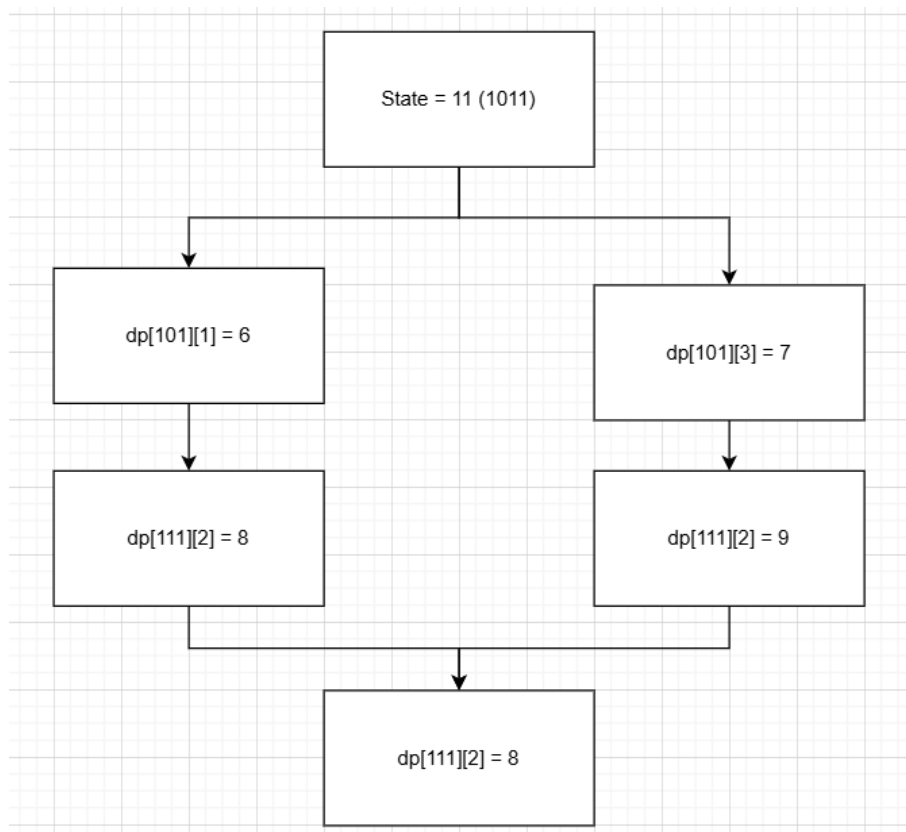 State = 11 (1011)
dp[101][1] = 6
dp[101][3] = 7
dp[111][2] = 8
dp[111][2] = 9
dp[111][2] = 8